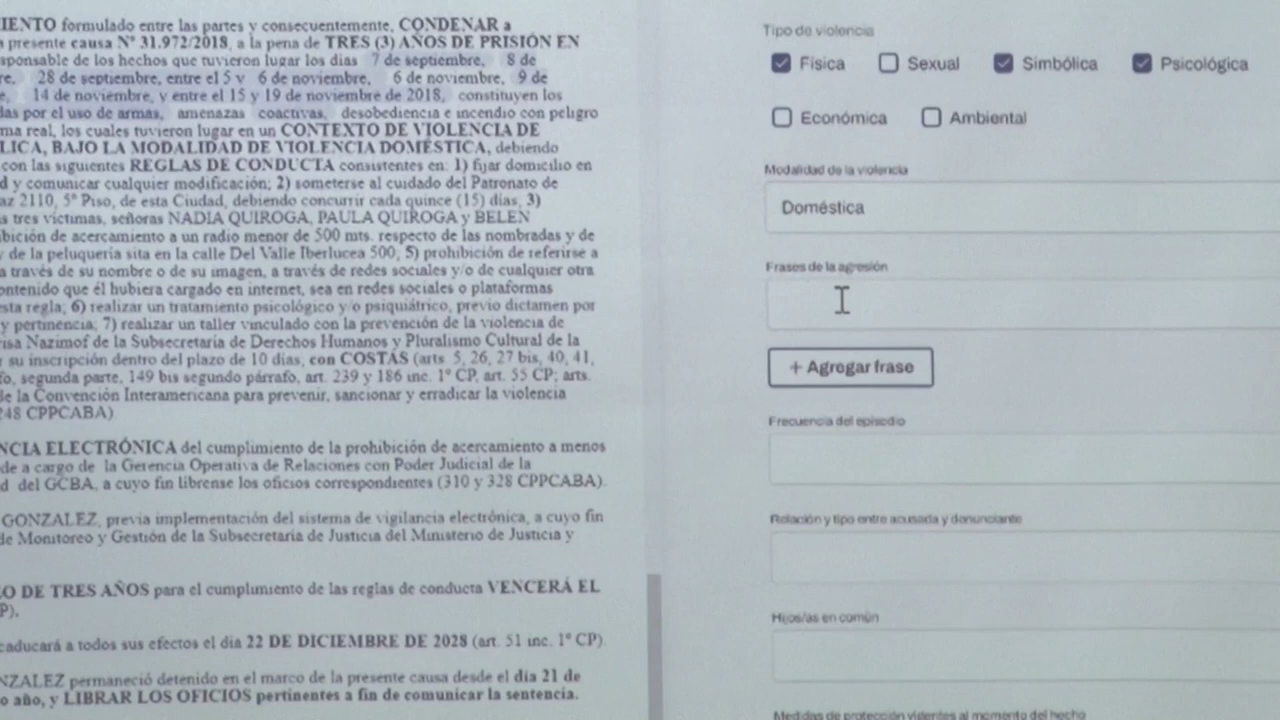 IENTO formulado entre las partes y consecuentemente, CONDENAR a
presente causa N° 31.972/2018, a la pena de TRES (3) AÑOS DE PRISIÓN EN
sponsable de los hechos que tuvieron lugar los días 7 de septiembre, 8 de
re, 28 de septiembre, entre el 5 y 6 de noviembre, 6 de noviembre, 9 de
e, 14 de noviembre, y entre el 15 y 19 de noviembre de 2018, constituyen los
das por el uso de armas, amenazas coactivas, desobediencia e incendio con peligro
ma real, los cuales tuvieron lugar en un CONTEXTO DE VIOLENCIA DE
LICA, BAJO LA MODALIDAD DE VIOLENCIA DOMÉSTICA, debiendo
con las siguientes REGLAS DE CONDUCTA consistentes en: 1) fijar domicilio en
d y comunicar cualquier modificación; 2) someterse al cuidado del Patronato de
az 2110, 5° Piso, de esta Ciudad, debiendo concurrir cada quince (15) días; 3)
s tres víctimas, señoras NADIA QUIROGA, PAULA QUIROGA y BELEN
bición de acercamiento a un radio menor de 500 mts. respecto de las nombradas y de
y de la peluquería sita en la calle Del Valle Iberlucea 500, 5) prohibición de referirse a
a través de su nombre o de su imagen, a través de redes sociales y/o de cualquier otra
ontenido que él hubiera cargado en internet, sea en redes sociales o plataformas
esta regla; 6) realizar un tratamiento psicológico y/o psiquiátrico, previo dictamen por
y pertinencia; 7) realizar un taller vinculado con la prevención de la violencia de
risa Nazimof de la Subsecretaría de Derechos Humanos y Pluralismo Cultural de la
r su inscripción dentro del plazo de 10 días; con COSTAS (arts. 5, 26, 27 bis, 40, 41,
fo, segunda parte, 149 bis segundo párrafo, art. 239 y 186 inc. 1° CP, art. 55 CP; arts.
de la Convención Interamericana para prevenir, sancionar y erradicar la violencia
248 CPPCABA)
NCIA ELECTRÓNICA del cumplimiento de la prohibición de acercamiento a menos
de a cargo de la Gerencia Operativa de Relaciones con Poder Judicial de la
d del GCBA, a cuyo fin líbrense los oficios correspondientes (310 y 328 CPPCABA).
GONZALEZ, previa implementación del sistema de vigilancia electrónica, a cuyo fin
de Monitoreo y Gestión de la Subsecretaría de Justicia del Ministerio de Justicia y
O DE TRES AÑOS para el cumplimiento de las reglas de conducta VENCERÁ EL
P).
caducará a todos sus efectos el día 22 DE DICIEMBRE DE 2028 (art. 51 inc. 1° CP).
NZALEZ permaneció detenido en el marco de la presente causa desde el día 21 de
o año, y LIBRAR LOS OFICIOS pertinentes a fin de comunicar la sentencia.
Tipo de violencia
Física Sexual Simbólica Psicológica
Económica Ambiental
Modalidad de la violencia
Doméstica
Frases de la agresión
+ Agregar frase
Frecuencia del episodio
Relación y tipo entre acusada y denunciante
Hijos/as en común
Medidas de protección vigentes al momento del hecho